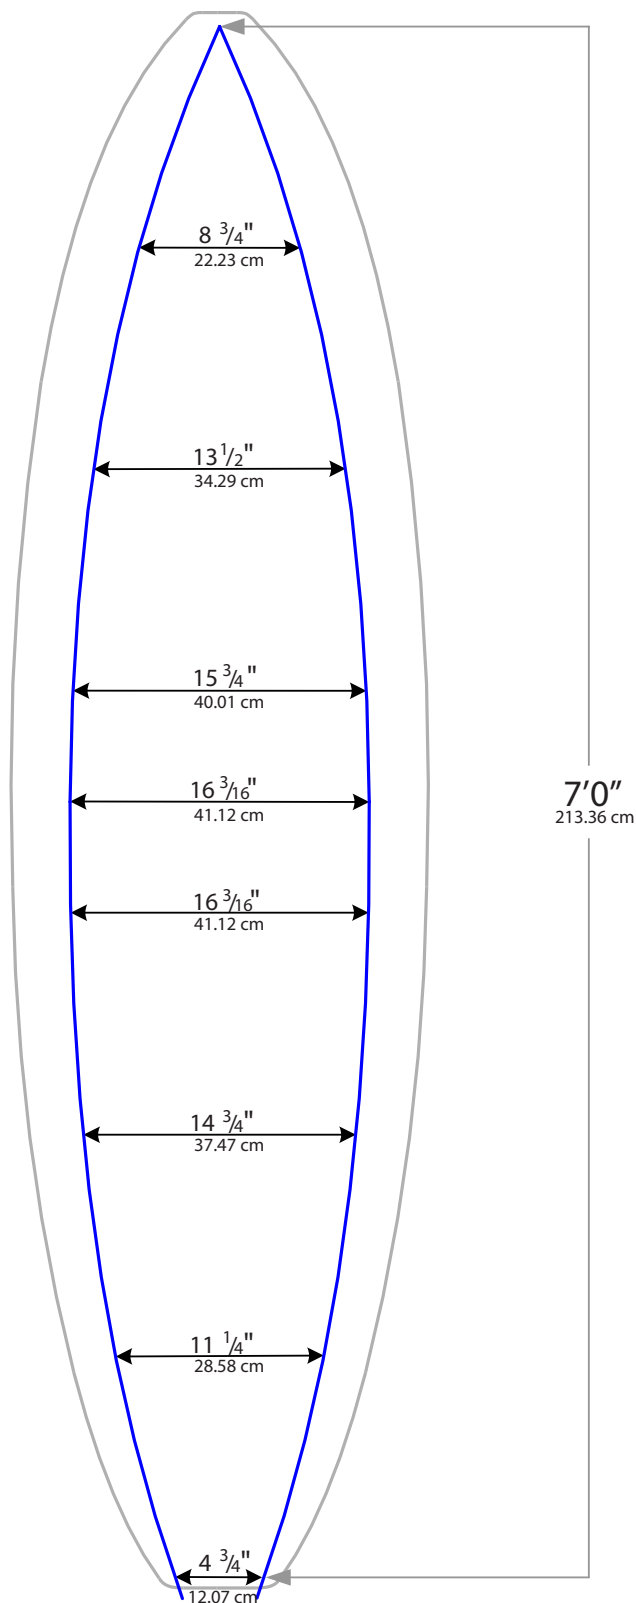 8 3/4"
22.23 cm
13 1/2"
34.29 cm
15 3/4"
40.01 cm
16 3/16"
41.12 cm
7'0"
213.36 cm
16 3/16"
41.12 cm
14 3/4"
37.47 cm
11 1/4"
28.58 cm
4 3/4"
12.07 cm